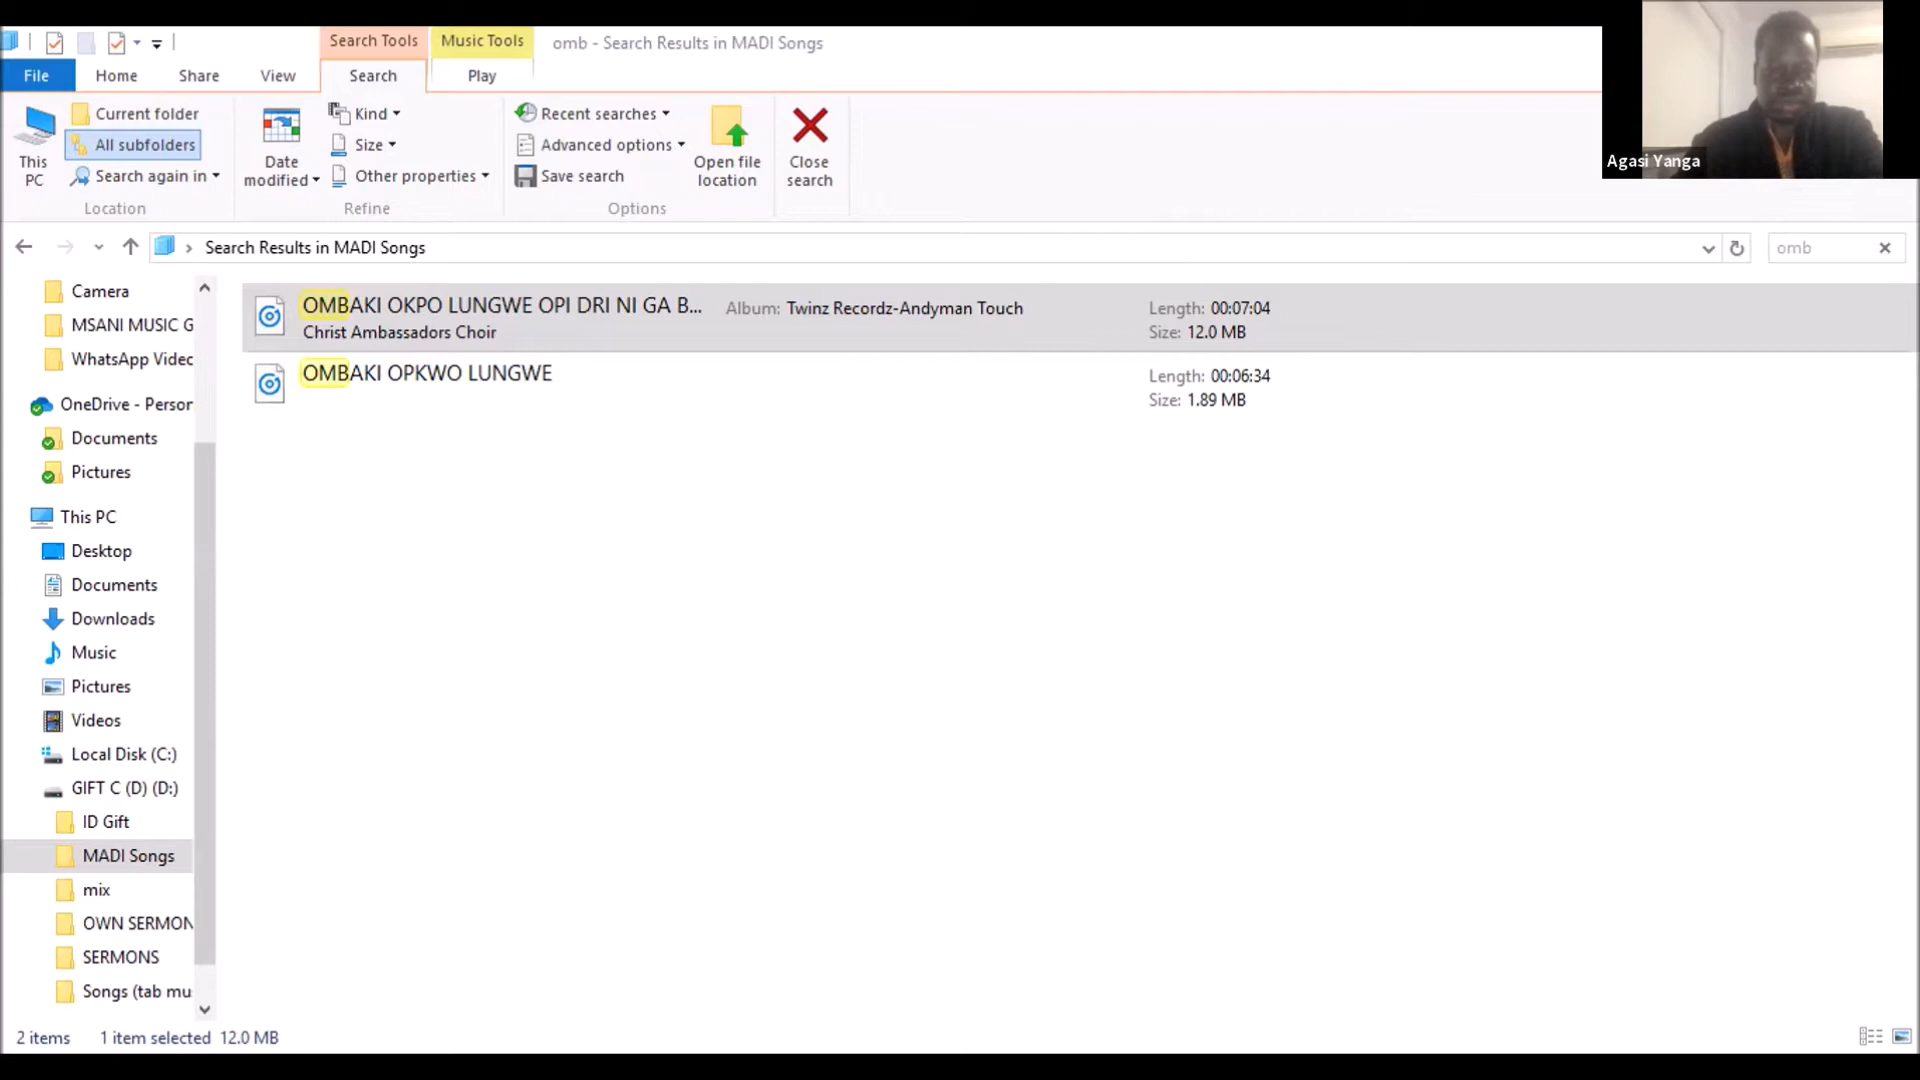 Search Tools
Music Tools
omb - Search Results in MADI Songs
File
Home
Share
View
Search
Play
This PC
Current folder
All subfolders
Search again in
Location
Date modified
Kind
Size
Other properties
Refine
Recent searches
Advanced options
Save search
Options
Open file location
Close search
Agasi Yanga
Search Results in MADI Songs
omb
Camera
MSANI MUSIC G
WhatsApp Videc
OneDrive - Persor
Documents
Pictures
This PC
Desktop
Documents
Downloads
Music
Pictures
Videos
Local Disk (C:)
GIFT C (D) (D:)
ID Gift
MADI Songs
mix
OWN SERMON
SERMONS
Songs (tab mu:
OMBAKI OKPO LUNGWE OPI DRI NI GA B...
Christ Ambassadors Choir
Album: Twinz Recordz-Andyman Touch
Length: 00:07:04
Size: 12.0 MB
OMBAKI OPKWO LUNGWE
Length: 00:06:34
Size: 1.89 MB
2 items
1 item selected 12.0 MB